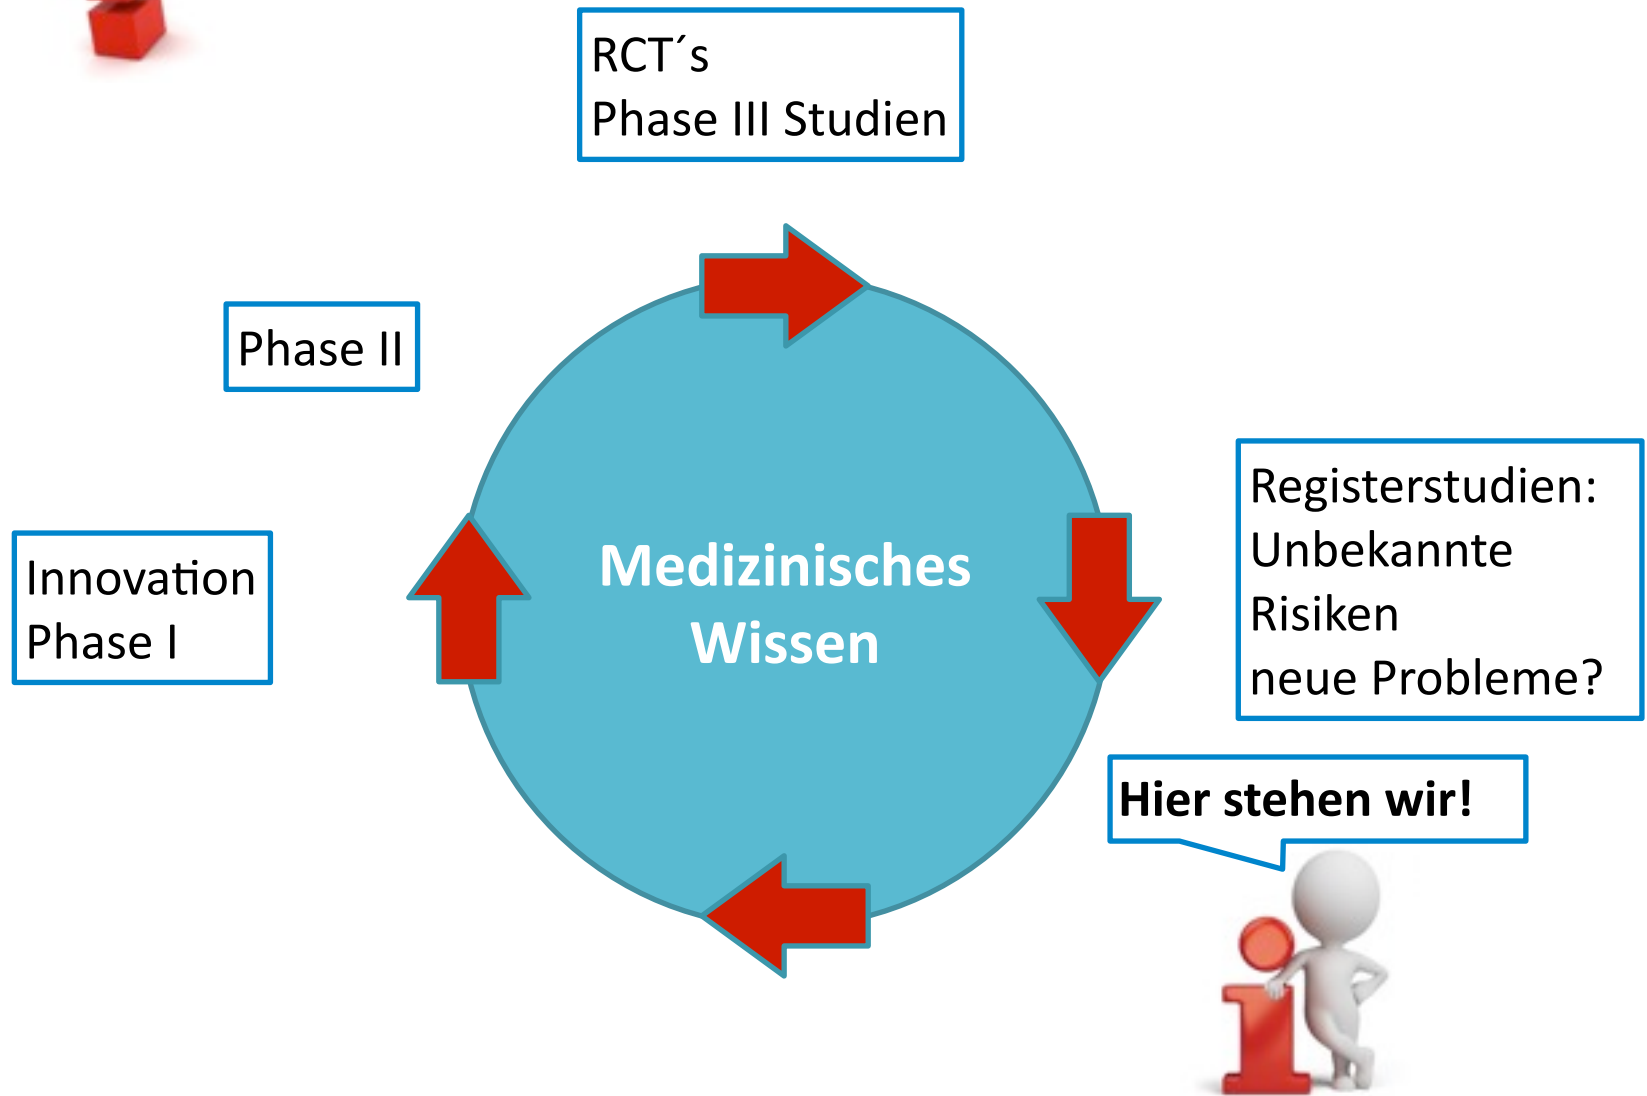 RCT´s
Phase III Studien
Phase II
Innovation
Phase I
Medizinisches
Wissen
Registerstudien:
Unbekannte
Risiken
neue Probleme?
Hier stehen wir!